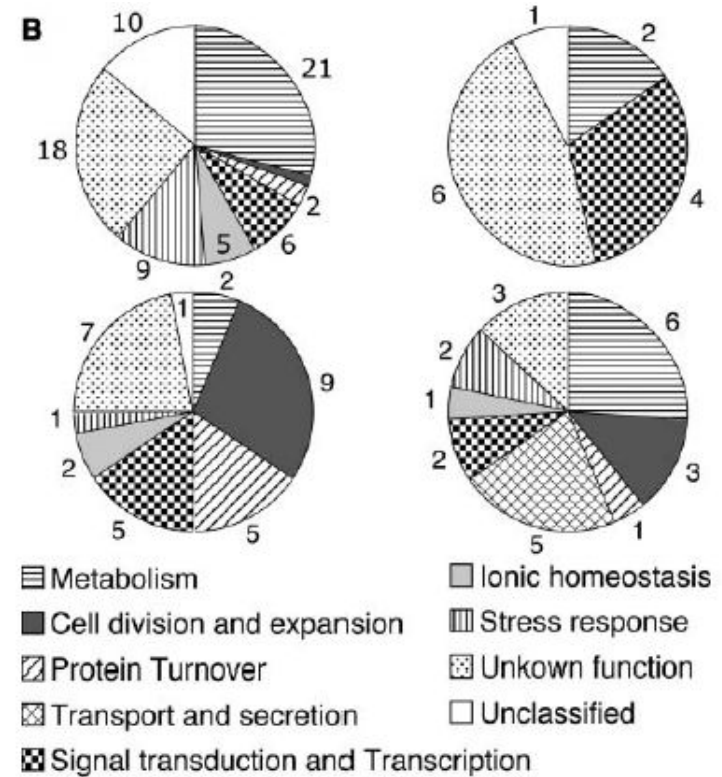 B
10
21
18
2
5
6
9
1
2
6
4
2
1
7
9
1
2
5
5
3
6
2
1
2
3
1
5
Metabolism
Cell division and expansion
Protein Turnover
Transport and secretion
Signal transduction and Transcription
Ionic homeostasis
Stress response
Unkown function
Unclassified